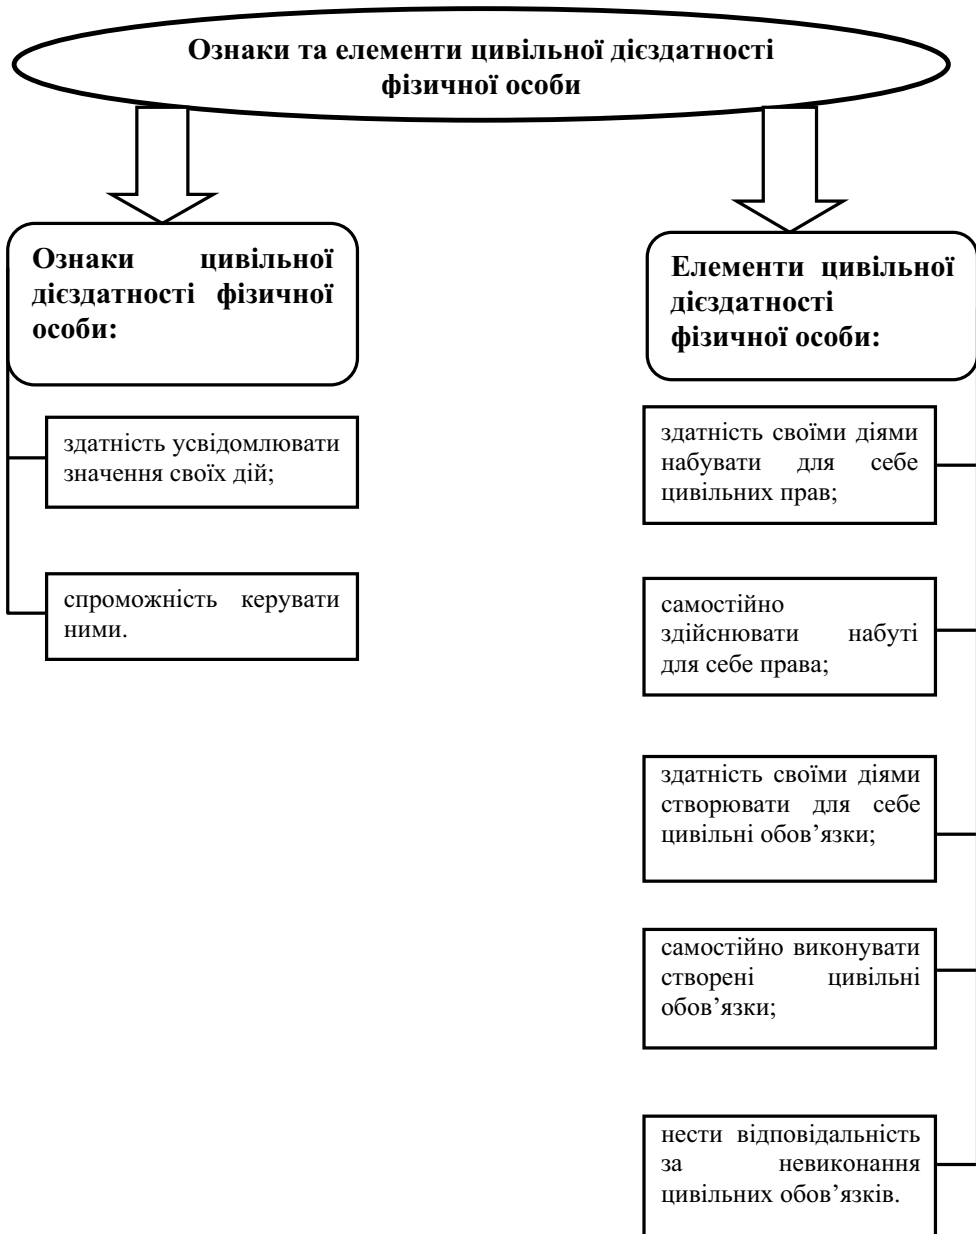 Ознаки та елементи цивільної дієздатності
фізичної особи
Ознаки цивільної
дієздатності фізичної
особи:
здатність усвідомлювати
значення своїх дій;
спроможність керувати
ними.
Елементи цивільної
дієздатності
фізичної особи:
здатність своїми діями
набувати для себе
цивільних прав;
самостійно
здійснювати набуті
для себе права;
здатність своїми діями
створювати для себе
цивільні обов’язки;
самостійно виконувати
створені цивільні
обов’язки;
нести відповідальність
за невиконання
цивільних обов’язків.